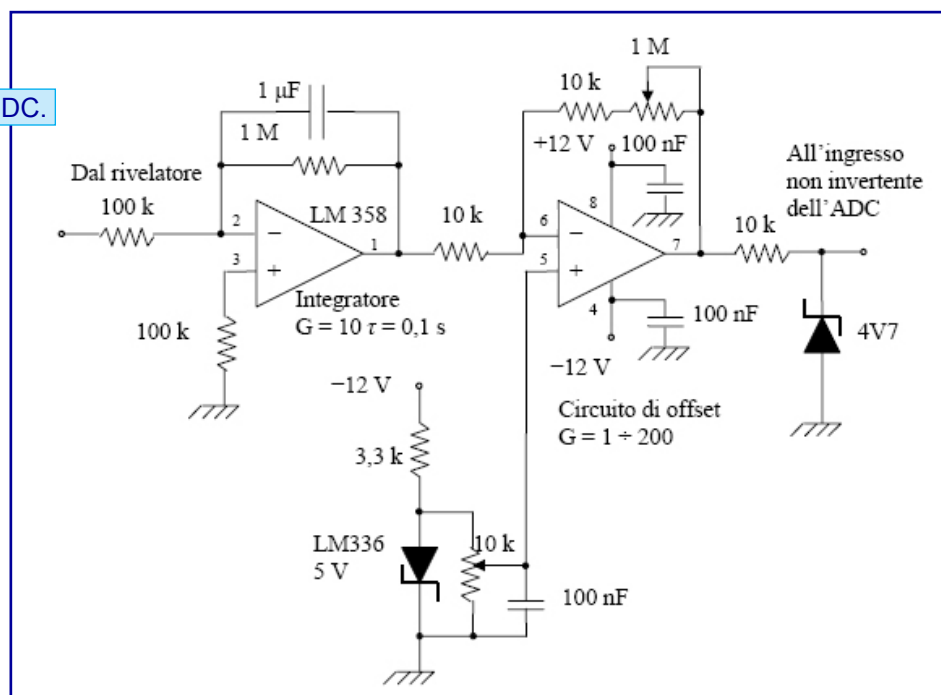 DC.
1 μF
1 M
Dal rivelatore
100 k
2
3
1
LM 358
100 k
Integratore
G = 10 τ = 0,1 s
10 k
10 k
1 M
+12 V
100 nF
8
6
5
7
4
−12 V
100 nF
10 k
All'ingresso
non invertente
dell'ADC
4V7
Circuito di offset
G = 1 ÷ 200
−12 V
3,3 k
LM336
5 V
10 k
100 nF